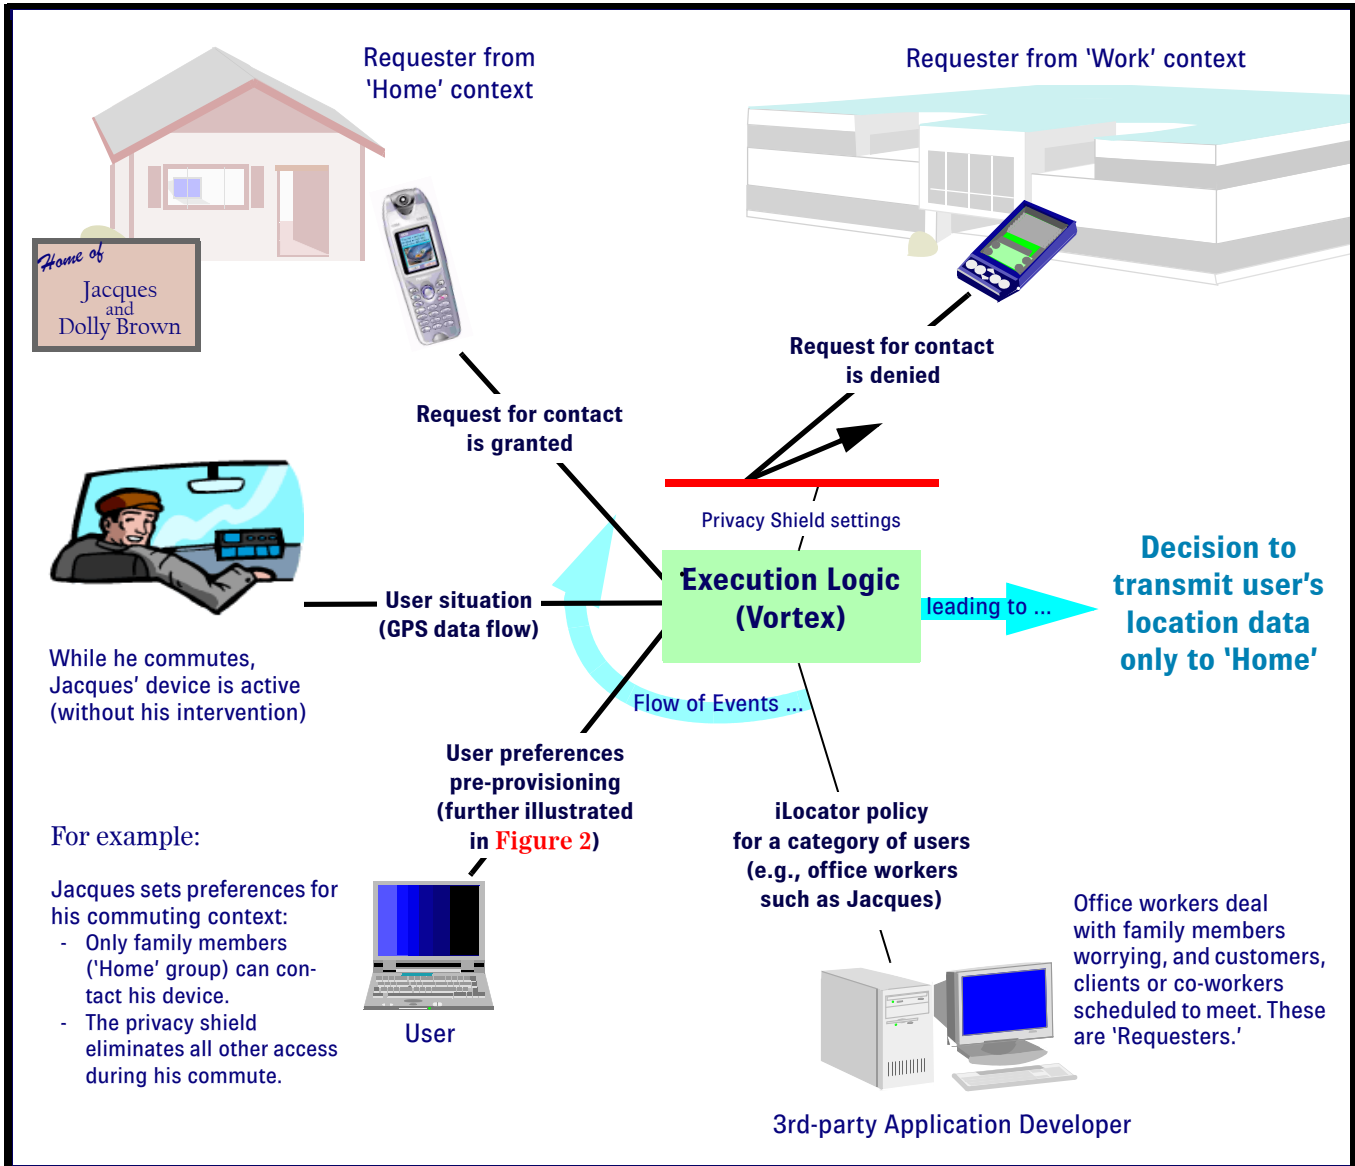 Requester from
'Home' context
Requester from 'Work' context
Home of
Jacques
and
Dolly Brown
Request for contact
is denied
Request for contact
is granted
Privacy Shield settings
Execution Logic
(Vortex)
leading to ...
Decision to
transmit user's
location data
only to 'Home'
User situation
(GPS data flow)
While he commutes,
Jacques' device is active
(without his intervention)
Flow of Events ...
User preferences
pre-provisioning
(further illustrated
in Figure 2)
iLocator policy
for a category of users
(e.g., office workers
such as Jacques)
For example:
Jacques sets preferences for
his commuting context:
- Only family members
('Home' group) can con-
tact his device.
- The privacy shield
eliminates all other access
during his commute.
User
Office workers deal
with family members
worrying, and customers,
clients or co-workers
scheduled to meet. These
are 'Requesters.'
3rd-party Application Developer